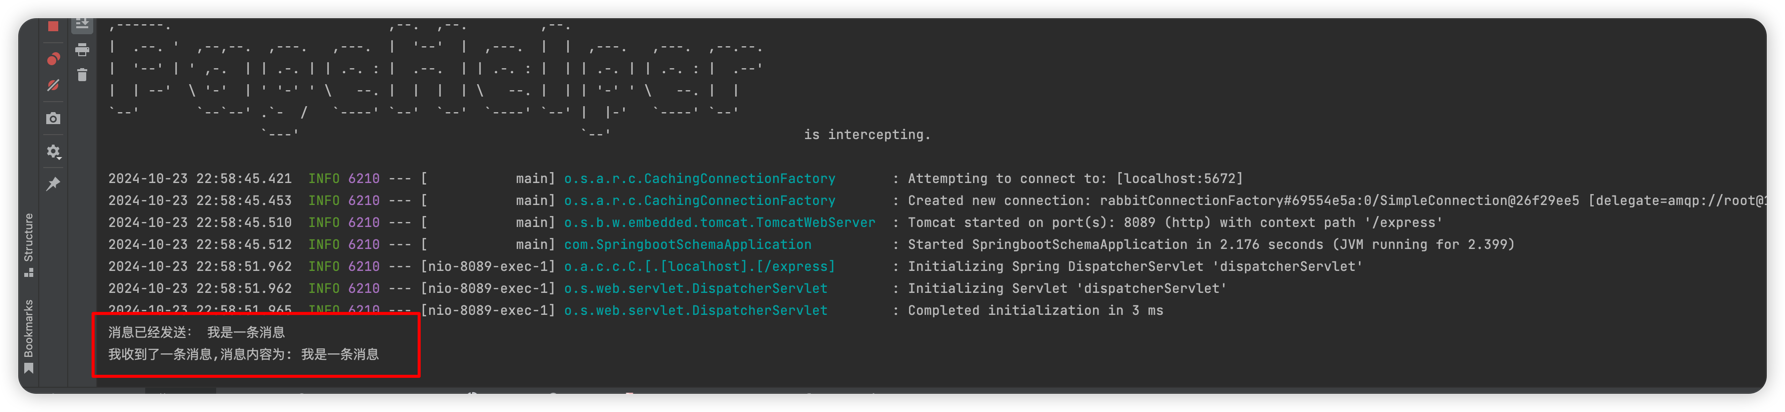 is intercepting.
2024-10-23 22:58:45.421  INFO 6210 --- [           main] o.s.a.r.c.CachingConnectionFactory       : Attempting to connect to: [localhost:5672]
2024-10-23 22:58:45.453  INFO 6210 --- [           main] o.s.a.r.c.CachingConnectionFactory       : Created new connection: rabbitConnectionFactory#69554e5a:0/SimpleConnection@26f29ee5 [delegate=amqp://root@1
2024-10-23 22:58:45.510  INFO 6210 --- [           main] o.s.b.w.embedded.tomcat.TomcatWebServer  : Tomcat started on port(s): 8089 (http) with context path '/express'
2024-10-23 22:58:45.512  INFO 6210 --- [           main] com.SpringbootSchemaApplication          : Started SpringbootSchemaApplication in 2.176 seconds (JVM running for 2.399)
2024-10-23 22:58:51.962  INFO 6210 --- [nio-8089-exec-1] o.a.c.c.C.[.[localhost].[/express]       : Initializing Spring DispatcherServlet 'dispatcherServlet'
2024-10-23 22:58:51.962  INFO 6210 --- [nio-8089-exec-1] o.s.web.servlet.DispatcherServlet        : Initializing Servlet 'dispatcherServlet'
2024-10-23 22:58:51.965  INFO 6210 --- [nio-8089-exec-1] o.s.web.servlet.DispatcherServlet        : Completed initialization in 3 ms
消息已经发送： 我是一条消息
我收到了一条消息,消息内容为: 我是一条消息
Structure
Bookmarks